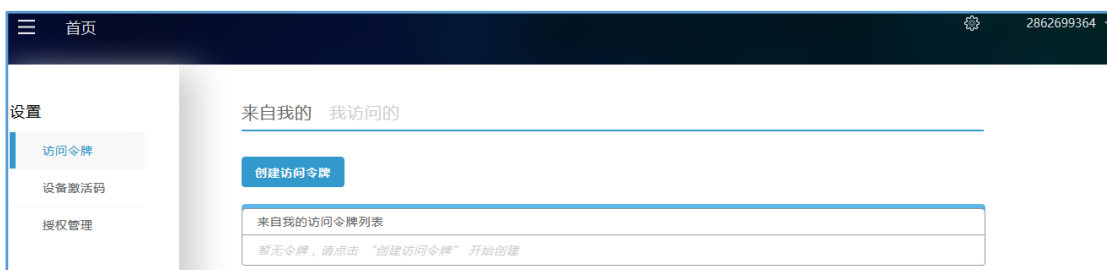 首页
2862699364
设置
访问令牌
设备激活码
授权管理
来自我的 我访问的
创建访问令牌
来自我的访问令牌列表
暂无令牌，请点击 “创建访问令牌” 开始创建